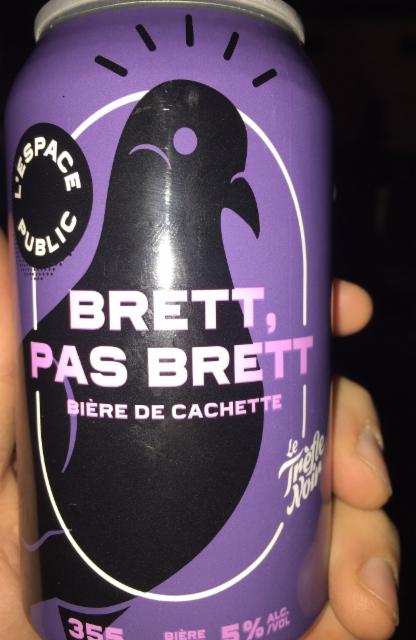 L'ESPACE
PUBLIC
BRETT,
PAS BRETT
BIÈRE DE CACHETTE
Le
Trèfle
Noir
355
BIÈRE
5% ALC.
/VOL